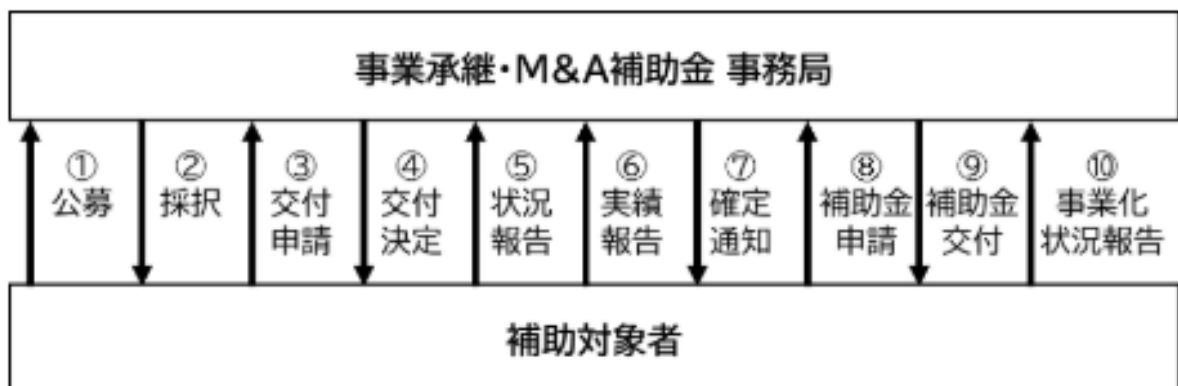 事業承継・M&A補助金 事務局
①
公募
②
採択
③
交付
申請
④
交付
決定
⑤
状況
報告
⑥
実績
報告
⑦
確定
通知
⑧
補助金
申請
⑨
補助金
交付
⑩
事業化
状況報告
補助対象者